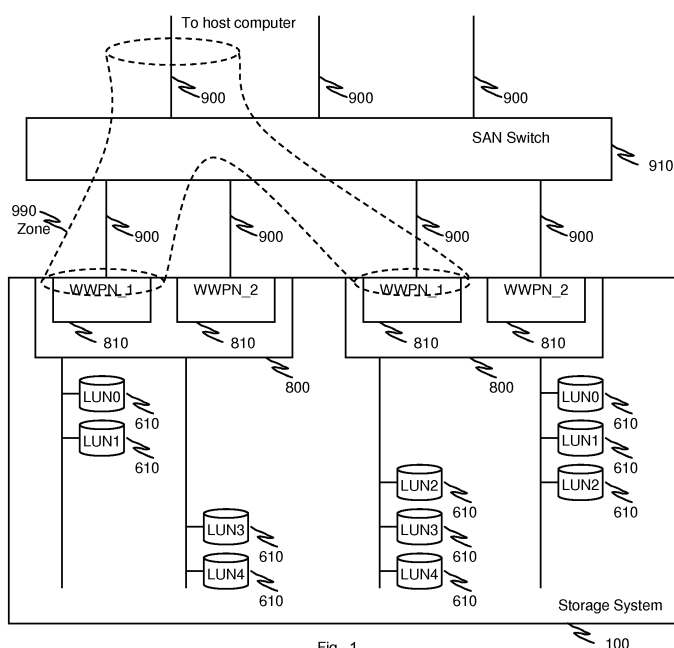 To host computer
900
900
900
SAN Switch
910
990
Zone
900
900
900
900
WWPN_1
WWPN_2
WWPN_1
WWPN_2
810
810
810
810
800
800
LUN0
610
LUN0
610
LUN1
610
LUN1
610
LUN2
610
LUN2
610
LUN3
610
LUN3
610
LUN4
610
LUN4
610
Storage System
100
Fig. 1